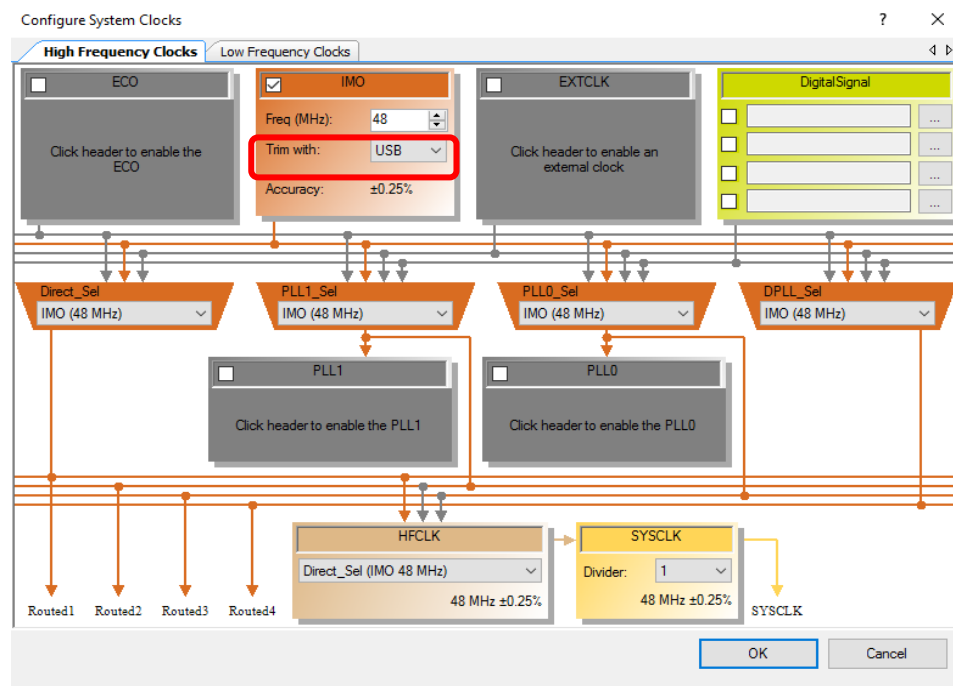 Configure System Clocks
?
High Frequency Clocks
Low Frequency Clocks
ECO
Click header to enable the
ECO
IMO
Freq (MHz):
48
Trim with:
USB
Accuracy:
±0.25%
EXTCLK
Click header to enable an
external clock
DigitalSignal
...
...
...
...
Direct_Sel
IMO (48 MHz)
PLL1_Sel
IMO (48 MHz)
PLL0_Sel
IMO (48 MHz)
DPLL_Sel
IMO (48 MHz)
PLL1
Click header to enable the PLL1
PLL0
Click header to enable the PLL0
HFCLK
Direct_Sel (IMO 48 MHz)
48 MHz ±0.25%
SYSCLK
Divider:
1
48 MHz ±0.25%
Routed1
Routed2
Routed3
Routed4
SYSCLK
OK
Cancel